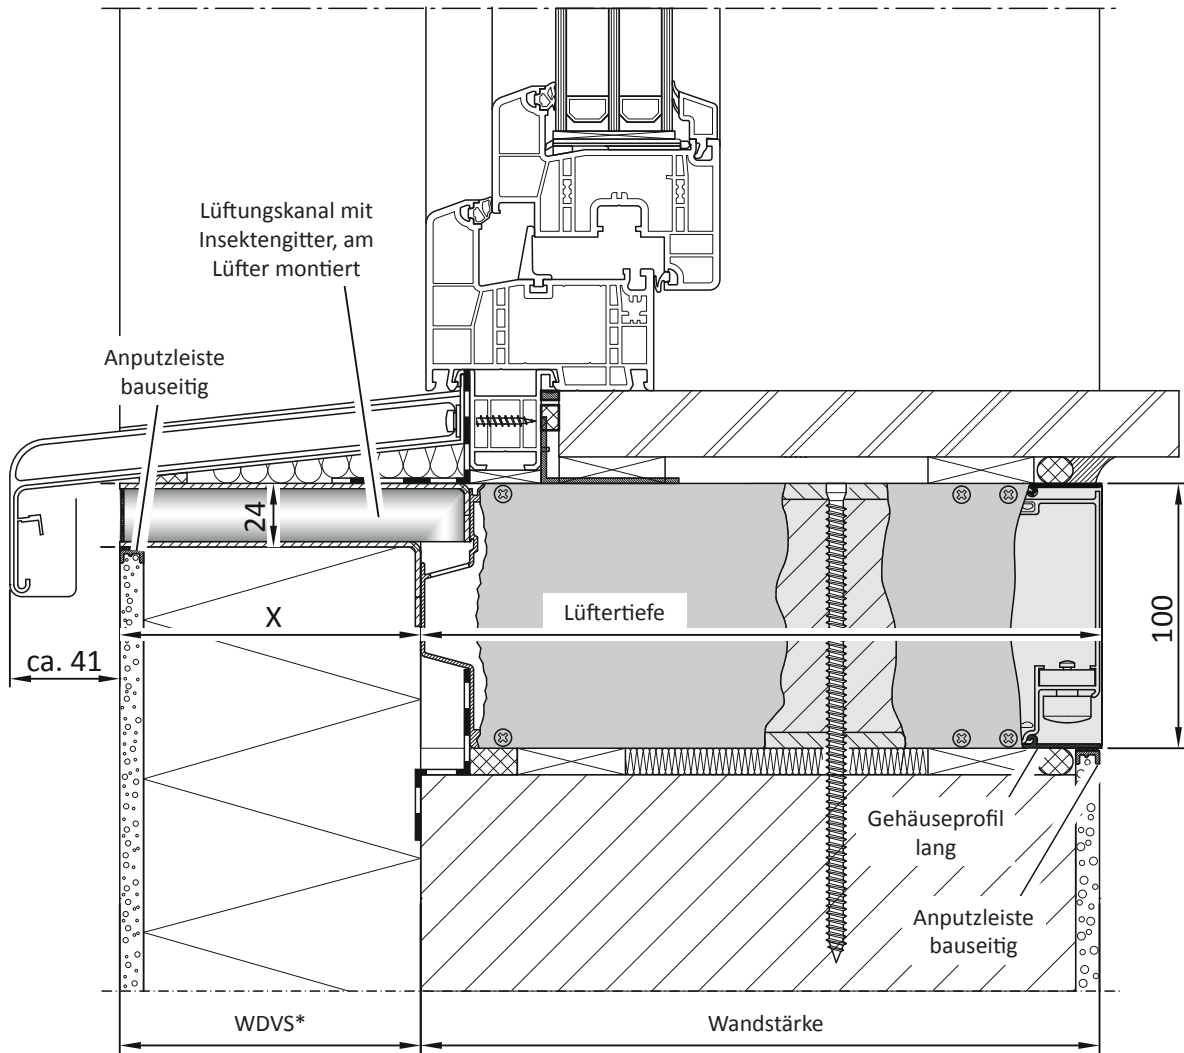 Lüftungskanal mit
Insektengitter, am
Lüfter montiert
Anputzleiste
bauseitig
24
X
Lüftertiefe
100
ca. 41
Gehäuseprofil
lang
Anputzleiste
bauseitig
WDVS*
Wandstärke